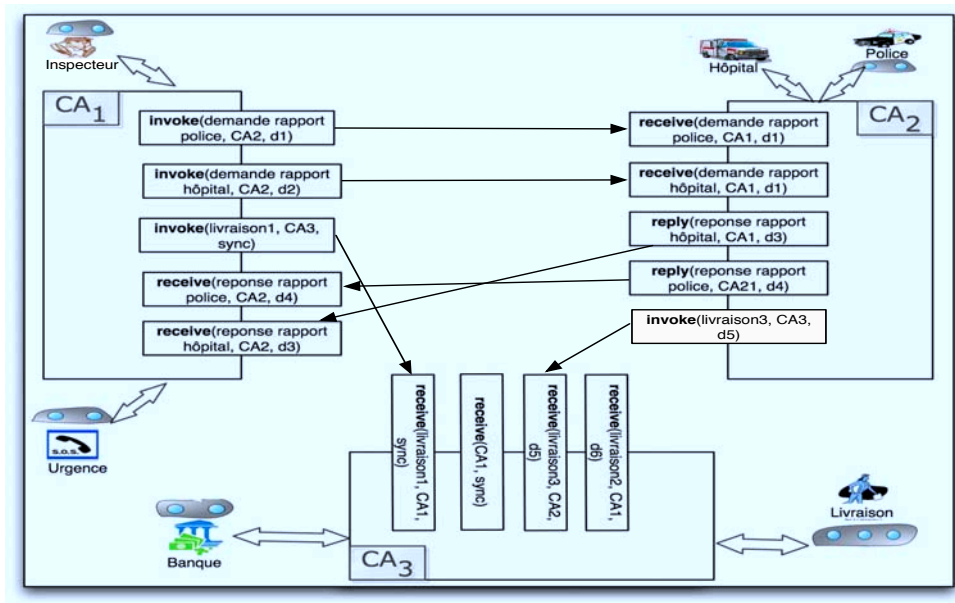 Inspecteur
CA1
invoke(demande rapport
police, CA2, d1)
invoke(demande rapport
hôpital, CA2, d2)
invoke(livraison1, CA3,
sync)
receive(reponse rapport
police, CA2, d4)
receive(reponse rapport
hôpital, CA2, d3)
S.O.S.
Urgence
Hôpital
Police
CA2
receive(demande rapport
police, CA1, d1)
receive(demande rapport
hôpital, CA1, d1)
reply(reponse rapport
hôpital, CA1, d3)
reply(reponse rapport
police, CA21, d4)
invoke(livraison3, CA3,
d5)
receive(livraison1, CA1,
sync)
receive(CA1, sync)
receive(livraison3, CA2,
d5)
receive(livraison2, CA1,
d6)
Banque
CA3
Livraison